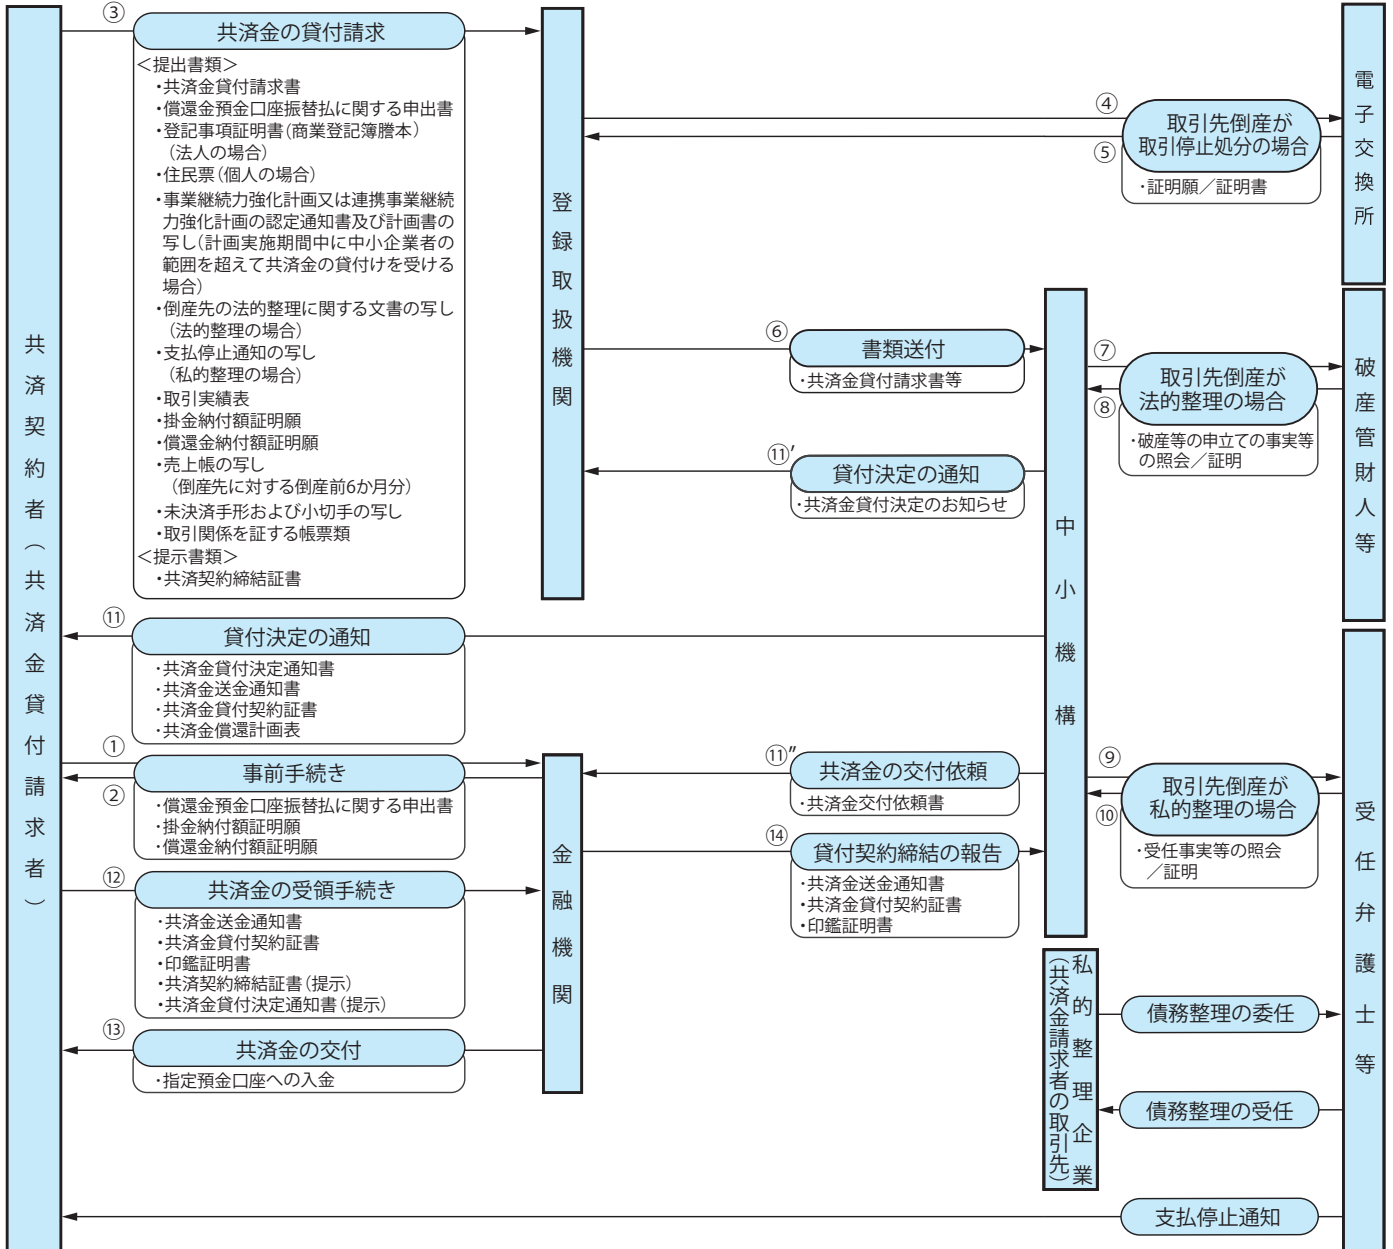 共済契約者（共済金貸付請求者）
③
共済金の貸付請求
＜提出書類＞
・共済金貸付請求書
・償還金預金口座振替払に関する申出書
・登記事項証明書（商業登記簿謄本）
（法人の場合）
・住民票（個人の場合）
・事業継続力強化計画又は連携事業継続
力強化計画の認定通知書及び計画書の
写し（計画実施期間中に中小企業者の
範囲を超えて共済金の貸付けを受ける
場合）
・倒産先の法的整理に関する文書の写し
（法的整理の場合）
・支払停止通知の写し
（私的整理の場合）
・取引実績表
・掛金納付額証明願
・償還金納付額証明願
・売上帳の写し
（倒産先に対する倒産前6か月分）
・未決済手形および小切手の写し
・取引関係を証する帳票類
＜提示書類＞
・共済契約締結証書
登録取扱機関
④
⑤
取引先倒産が
取引停止処分の場合
・証明願／証明書
電子交換所
⑥
書類送付
・共済金貸付請求書等
⑪′
貸付決定の通知
・共済金貸付決定のお知らせ
中小機構
⑦
⑧
取引先倒産が
法的整理の場合
・破産等の申立ての事実等
の照会／証明
破産管財人等
⑪
貸付決定の通知
・共済金貸付決定通知書
・共済金送金通知書
・共済金貸付契約証書
・共済金償還計画表
①
②
事前手続き
・償還金預金口座振替払に関する申出書
・掛金納付額証明願
・償還金納付額証明願
⑫
共済金の受領手続き
・共済金送金通知書
・共済金貸付契約証書
・印鑑証明書
・共済契約締結証書（提示）
・共済金貸付決定通知書（提示）
⑬
共済金の交付
・指定預金口座への入金
金融機関
⑪″
共済金の交付依頼
・共済金交付依頼書
⑭
貸付契約締結の報告
・共済金送金通知書
・共済金貸付契約証書
・印鑑証明書
⑨
⑩
取引先倒産が
私的整理の場合
・受任事実等の照会
／証明
受任弁護士等
私的整理企業
（共済金請求者の取引先）
債務整理の委任
債務整理の受任
支払停止通知